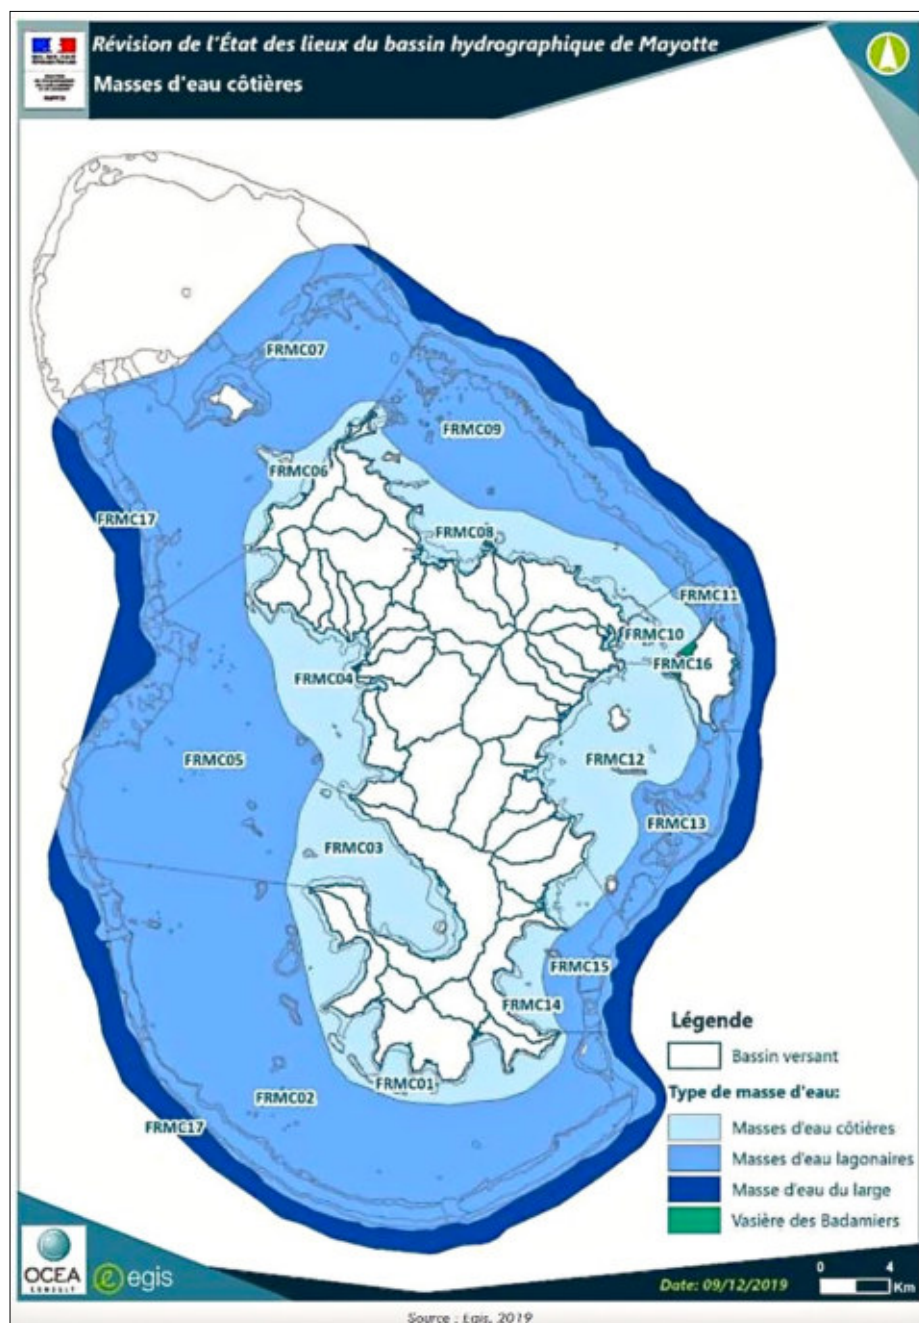 Révision de l'État des lieux du bassin hydrographique de Mayotte
Masses d'eau côtières
FRMC07
FRMC09
FRMC06
FRMC17
FRMC08
FRMC11
FRMC10
FRMC16
FRMC04
FRMC05
FRMC12
FRMC13
FRMC03
FRMC15
FRMC14
FRMC01
FRMC02
FRMC17
Légende
Bassin versant
Type de masse d'eau:
Masses d'eau côtières
Masses d'eau lagonaires
Masse d'eau du large
Vasière des Badamiers
OCEA
CONSULT
egis
Date: 09/12/2019
0 4
Km
Source : Egis, 2019